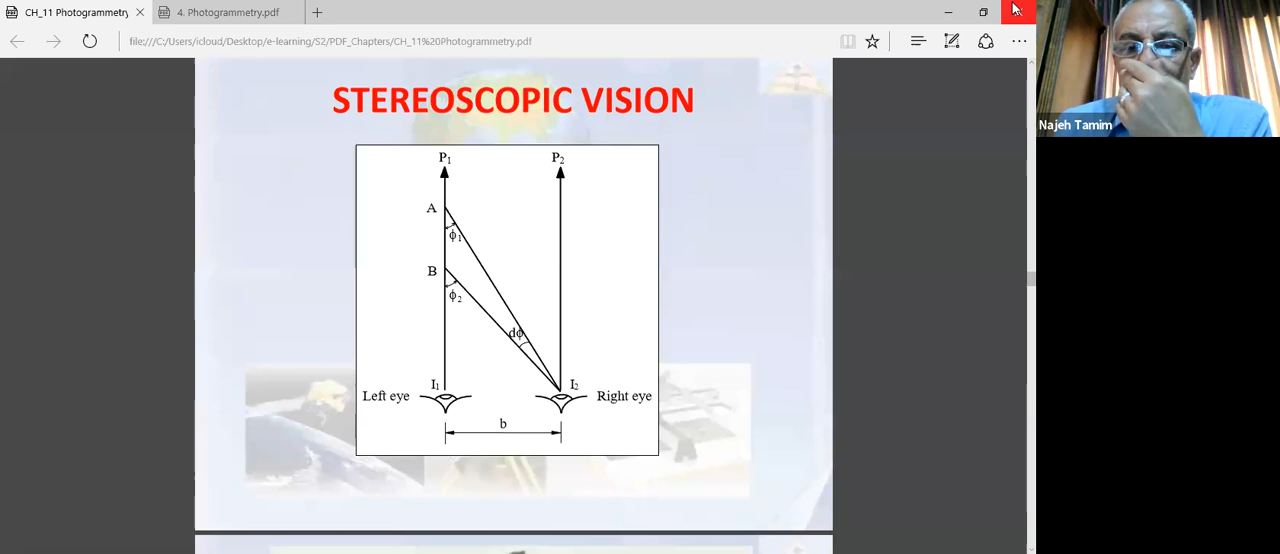 CH_11 Photogrammetry
4. Photogrammetry.pdf
file:///C:/Users/icloud/Desktop/e-learning/S2/PDF_Chapters/CH_11%20Photogrammetry.pdf
Najeh Tamim
STEREOSCOPIC VISION
P1 P2
A
ϕ1
B
ϕ2
dϕ
I1 I2
Left eye Right eye
b